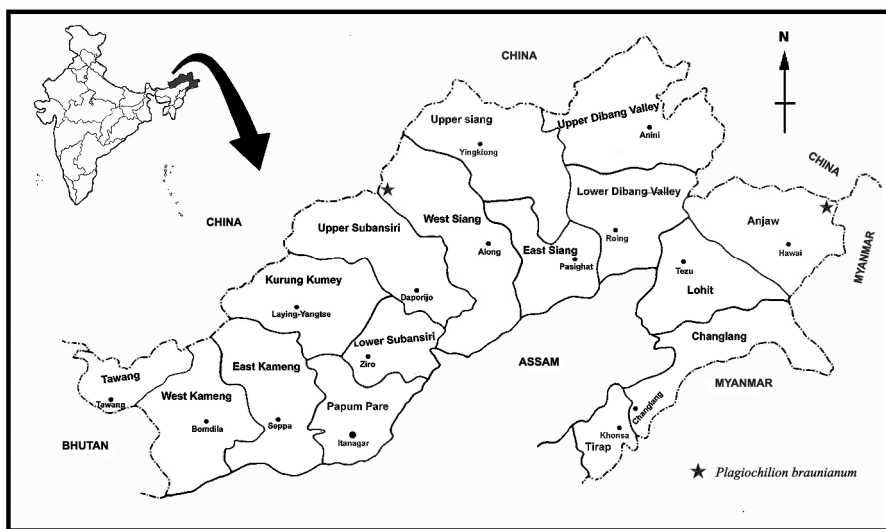 CHINA
N
Upper siang
Yingkiong
Upper Dibang Valley
Anini
CHINA
CHINA
Upper Subansiri
West Siang
Along
East Siang
Pasighat
Lower Dibang Valley
Roing
Anjaw
Hawai
MYANMAR
Tezu
Lohit
Kurung Kumey
Laying-Yangtse
Daporijo
Lower Subansiri
Ziro
ASSAM
Changlang
MYANMAR
Tawang
Tawang
West Kameng
Bomdila
East Kameng
Seppa
Papum Pare
Itanagar
BHUTAN
Changlang
Khonsa
Tirap
Plagiochilion braunianum